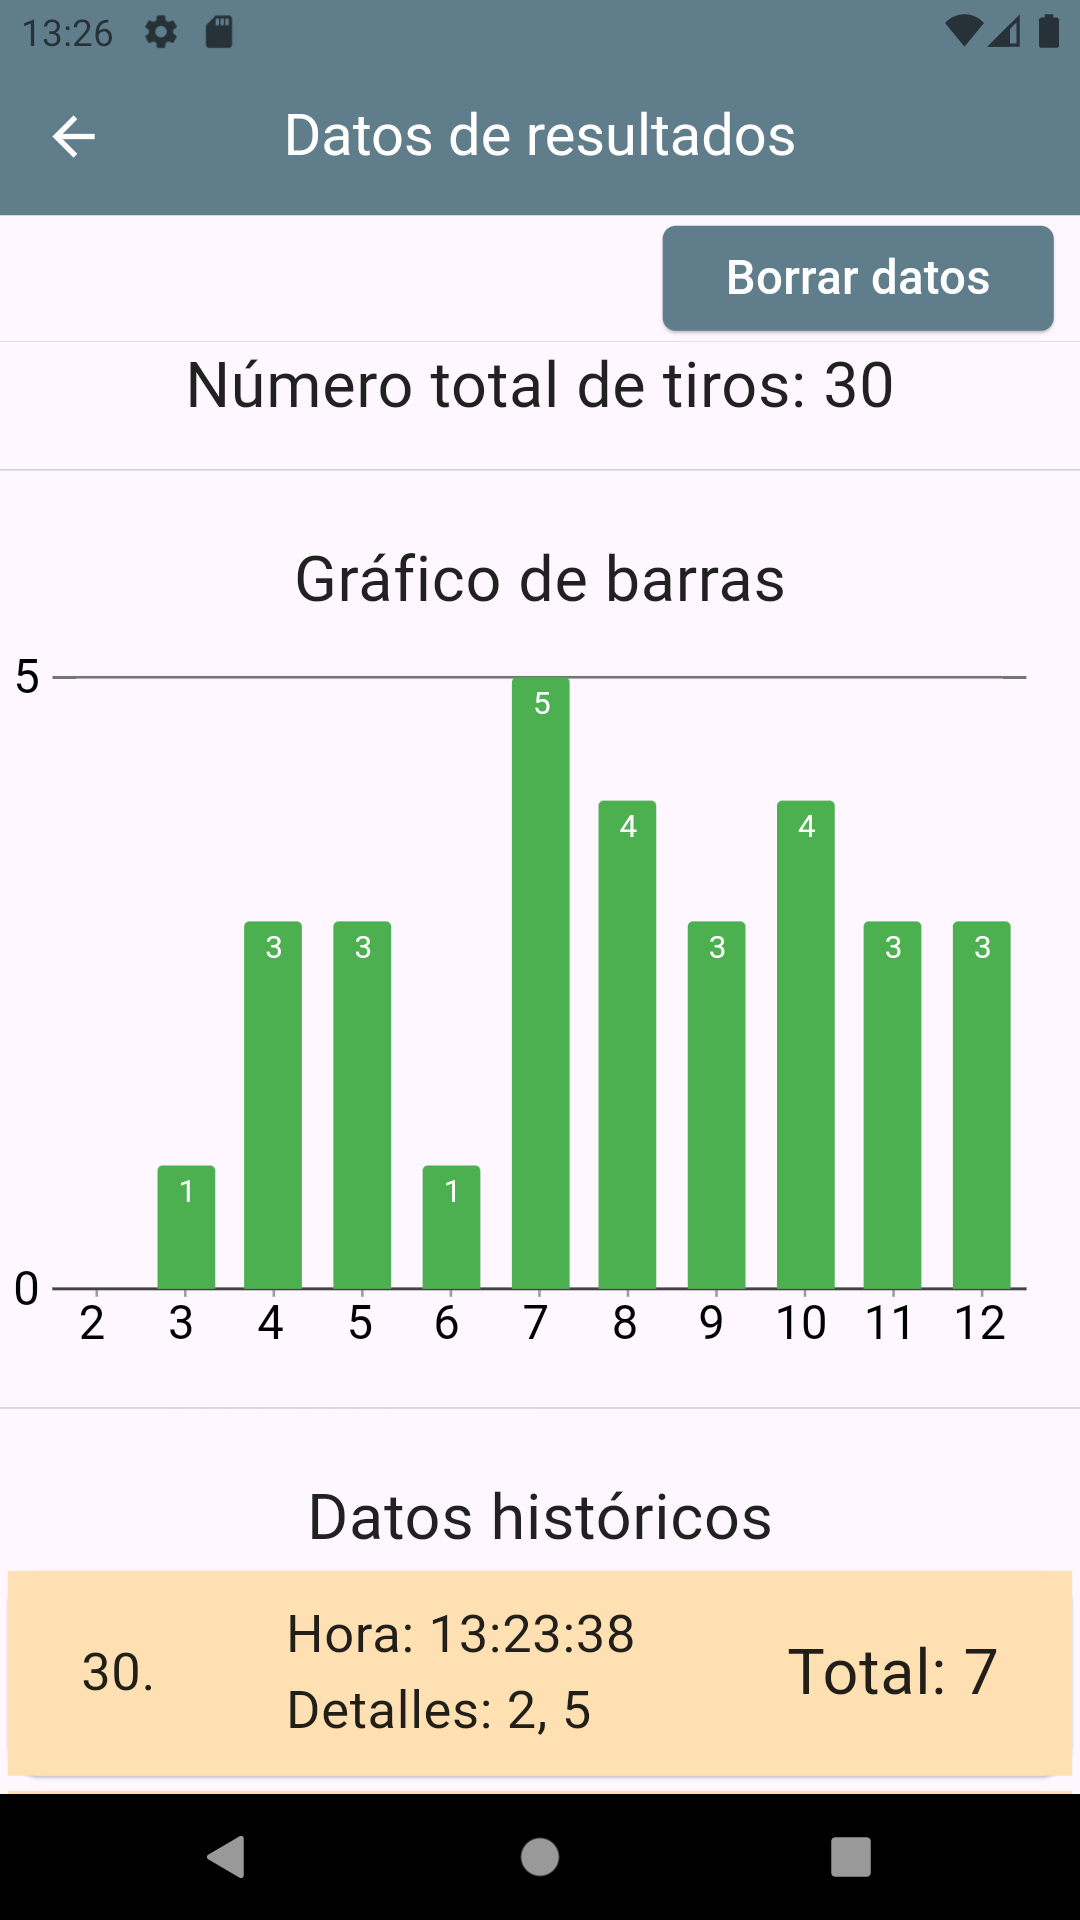 13:26
Datos de resultados
Borrar datos
Número total de tiros: 30
Gráfico de barras
5
5
4
4
3
3
3
3
3
1
1
0
2 3 4 5 6 7 8 9 10 11 12
Datos históricos
30.
Hora: 13:23:38
Detalles: 2, 5
Total: 7